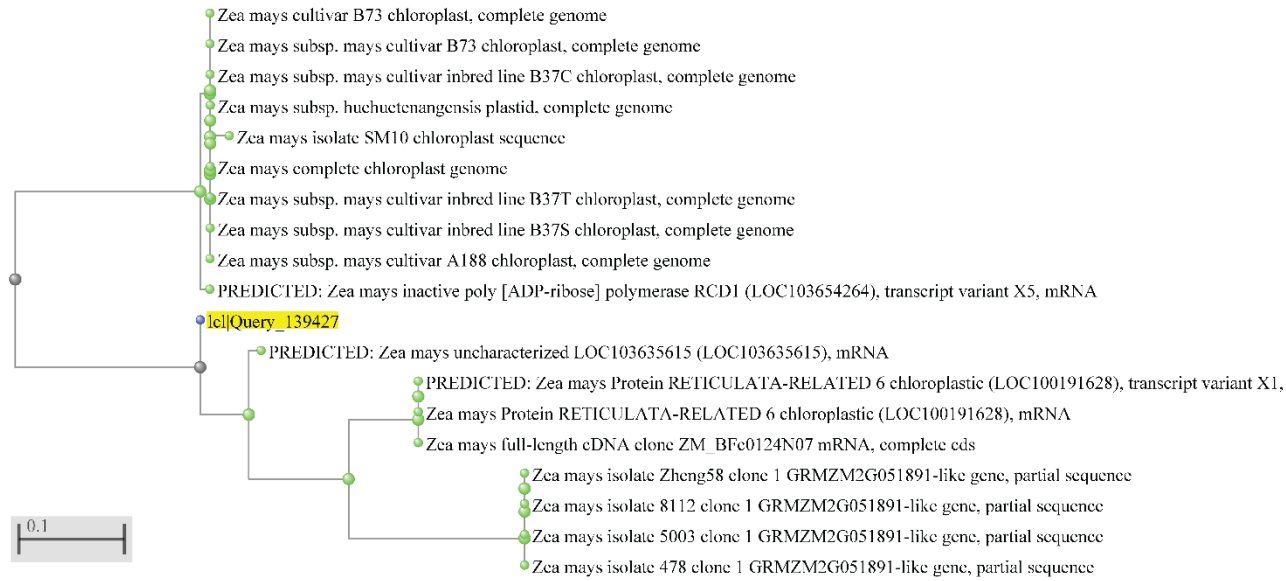 Zea mays cultivar B73 chloroplast, complete genome
Zea mays subsp. mays cultivar B73 chloroplast, complete genome
Zea mays subsp. mays cultivar inbred line B37C chloroplast, complete genome
Zea mays subsp. huehuetenangensis plastid, complete genome
Zea mays isolate SM10 chloroplast sequence
Zea mays complete chloroplast genome
Zea mays subsp. mays cultivar inbred line B37T chloroplast, complete genome
Zea mays subsp. mays cultivar inbred line B37S chloroplast, complete genome
Zea mays subsp. mays cultivar A188 chloroplast, complete genome
PREDICTED: Zea mays inactive poly [ADP-ribose] polymerase RCD1 (LOC103654264), transcript variant X5, mRNA
lcl|Query_139427
PREDICTED: Zea mays uncharacterized LOC103635615 (LOC103635615), mRNA
PREDICTED: Zea mays Protein RETICULATA-RELATED 6 chloroplastic (LOC100191628), transcript variant X1,
Zea mays Protein RETICULATA-RELATED 6 chloroplastic (LOC100191628), mRNA
Zea mays full-length cDNA clone ZM_BFc0124N07 mRNA, complete cds
Zea mays isolate Zheng58 clone 1 GRMZM2G051891-like gene, partial sequence
Zea mays isolate 8112 clone 1 GRMZM2G051891-like gene, partial sequence
Zea mays isolate 5003 clone 1 GRMZM2G051891-like gene, partial sequence
Zea mays isolate 478 clone 1 GRMZM2G051891-like gene, partial sequence
0.1